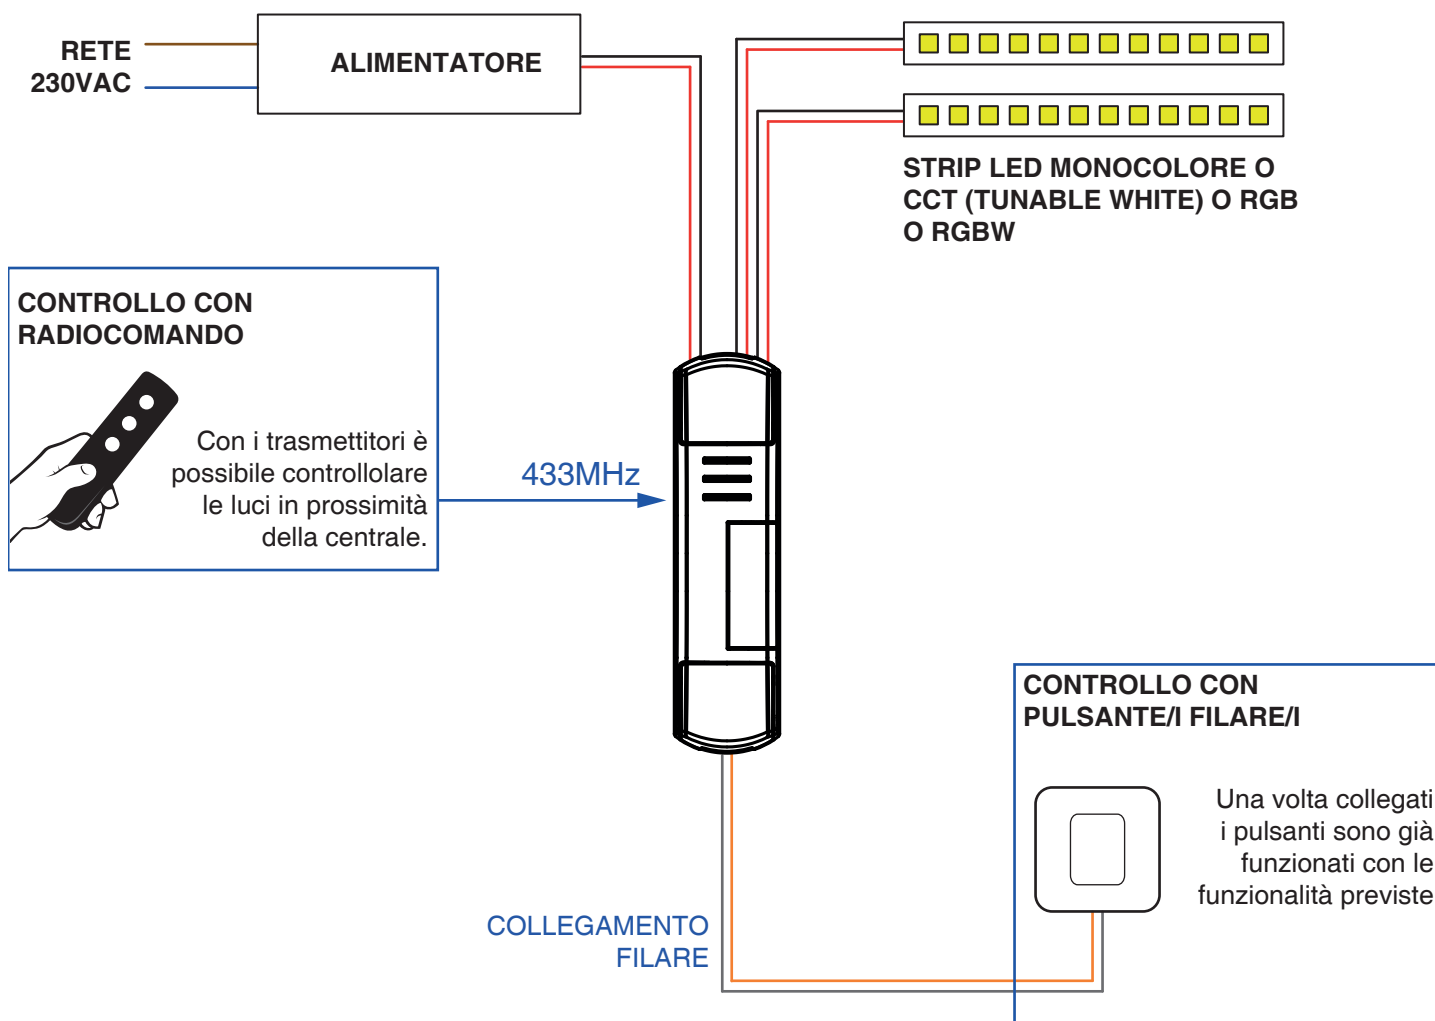 RETE
230VAC
ALIMENTATORE
STRIP LED MONOCOLORE O
CCT (TUNABLE WHITE) O RGB
O RGBW
CONTROLLO CON
RADIOCOMANDO
Con i trasmettitori è
possibile controllolare
le luci in prossimità
della centrale.
433MHz
CONTROLLO CON
PULSANTE/I FILARE/I
Una volta collegati
i pulsanti sono già
funzionati con le
funzionalità previste
COLLEGAMENTO
FILARE